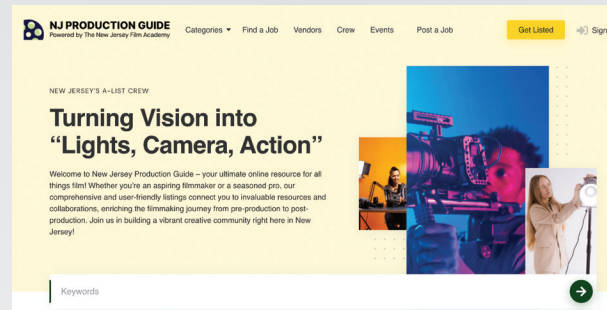 NJ PRODUCTION GUIDE
Powered by The New Jersey Film Academy
Categories Find a Job Vendors Crew Events Post a Job Get Listed Sign
NEW JERSEY'S A-LIST CREW
Turning Vision into
“Lights, Camera, Action”
Welcome to New Jersey Production Guide – your ultimate online resource for all
things film! Whether you're an aspiring filmmaker or a seasoned pro, our
comprehensive and user-friendly listings connect you to invaluable resources and
collaborations, enriching the filmmaking journey from pre-production to post-
production. Join us in building a vibrant creative community right here in New
Jersey!
Keywords